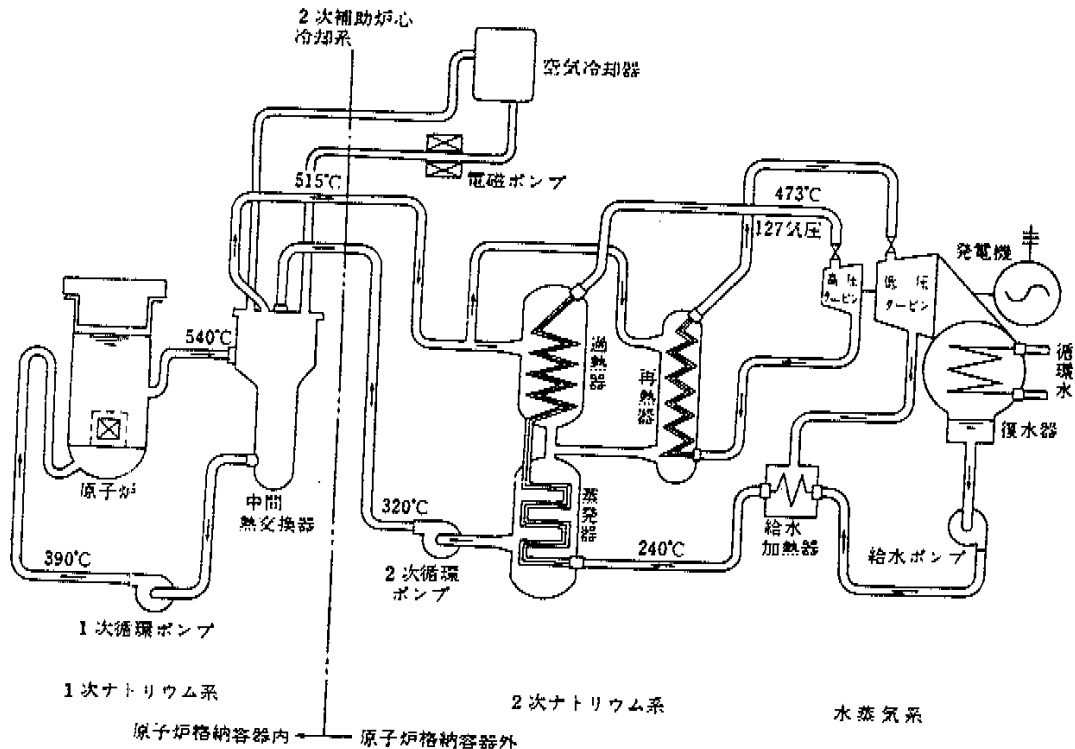 2次補助炉心
冷却系
空気冷却器
電磁ポンプ
515℃
473℃
127気圧
発電機
高圧
タービン
低圧
タービン
540℃
過熱器
再熱器
循環水
復水器
原子炉
中間
熱交換器
320℃
蒸発器
給水
加熱器
給水ポンプ
240℃
390℃
2次循環
ポンプ
1次循環ポンプ
1次ナトリウム系
2次ナトリウム系
水蒸気系
原子炉格納容器内
原子炉格納容器外